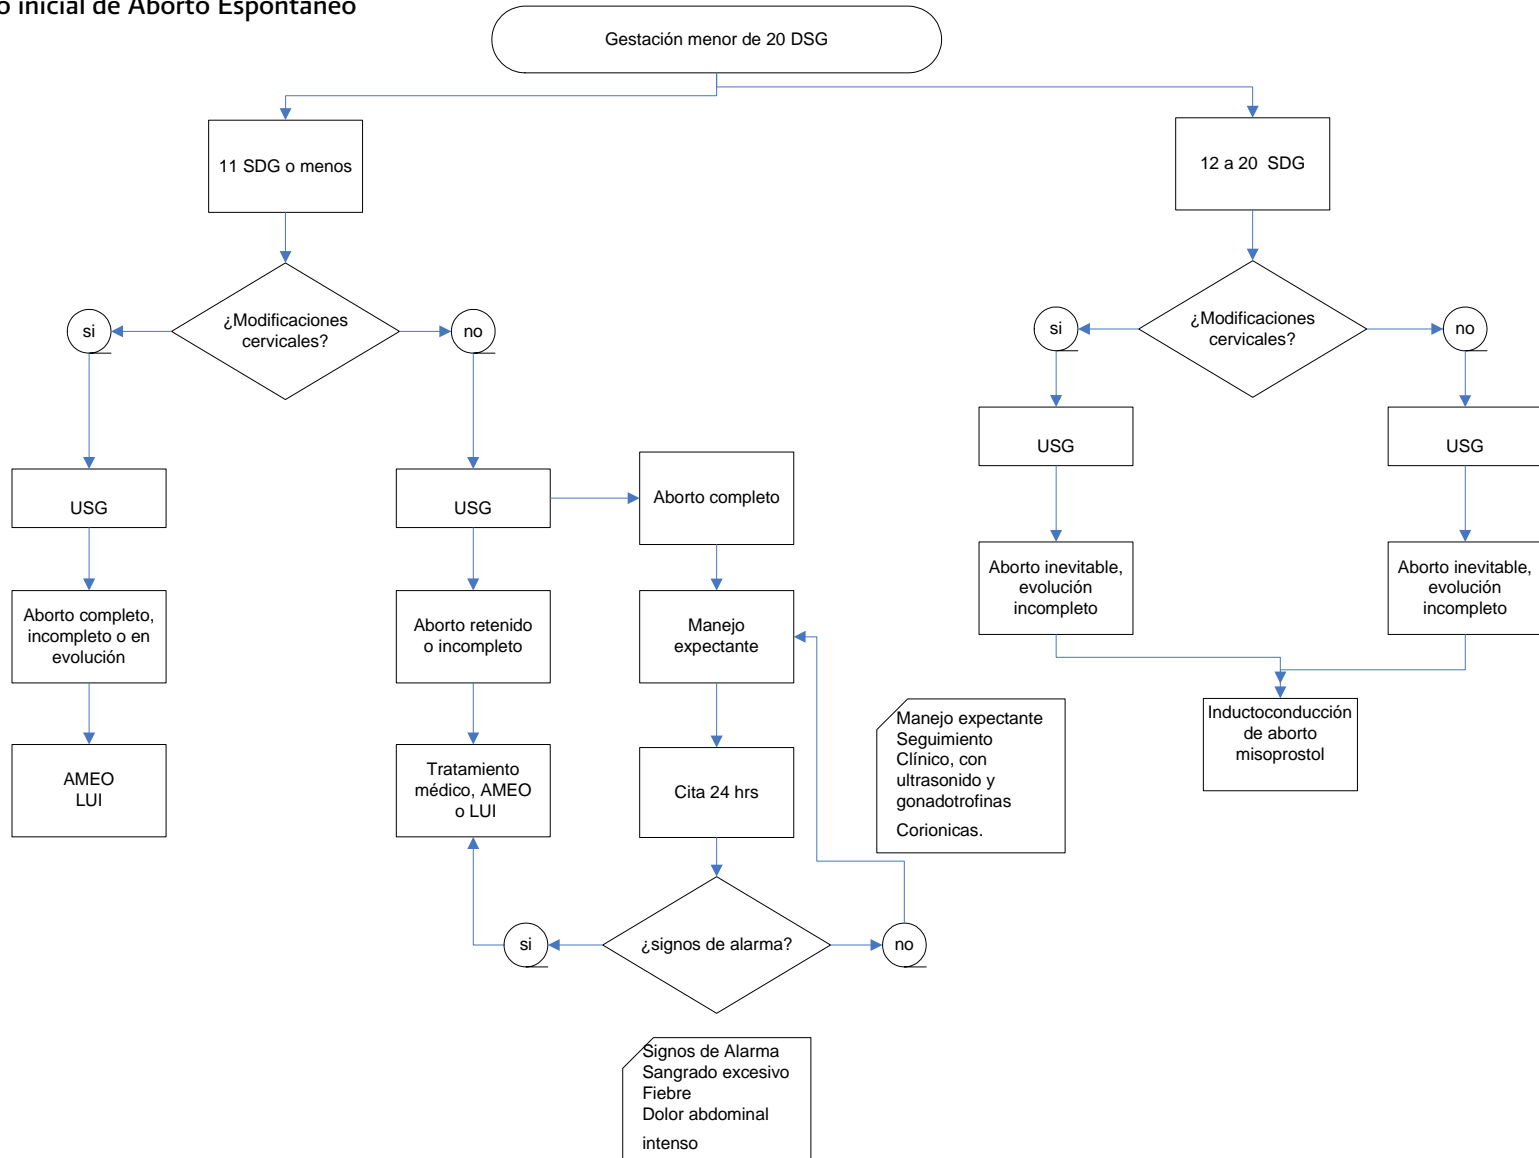 o inicial de Aborto Espontáneo
Gestación menor de 20 DSG
11 SDG o menos
12 a 20 SDG
¿Modificaciones
cervicales?
si
no
¿Modificaciones
cervicales?
si
no
USG
USG
USG
USG
Aborto completo
Aborto completo,
incompleto o en
evolución
Aborto retenido
o incompleto
Manejo
expectante
Aborto inevitable,
evolución
incompleto
Aborto inevitable,
evolución
incompleto
AMEO
LUI
Tratamiento
médico, AMEO
o LUI
Cita 24 hrs
Manejo expectante
Seguimiento
Clínico, con
ultrasonido y
gonadotrofinas
Corionicas.
Inductoconducción
de aborto
misoprostol
¿signos de alarma?
si
no
Signos de Alarma
Sangrado excesivo
Fiebre
Dolor abdominal
intenso